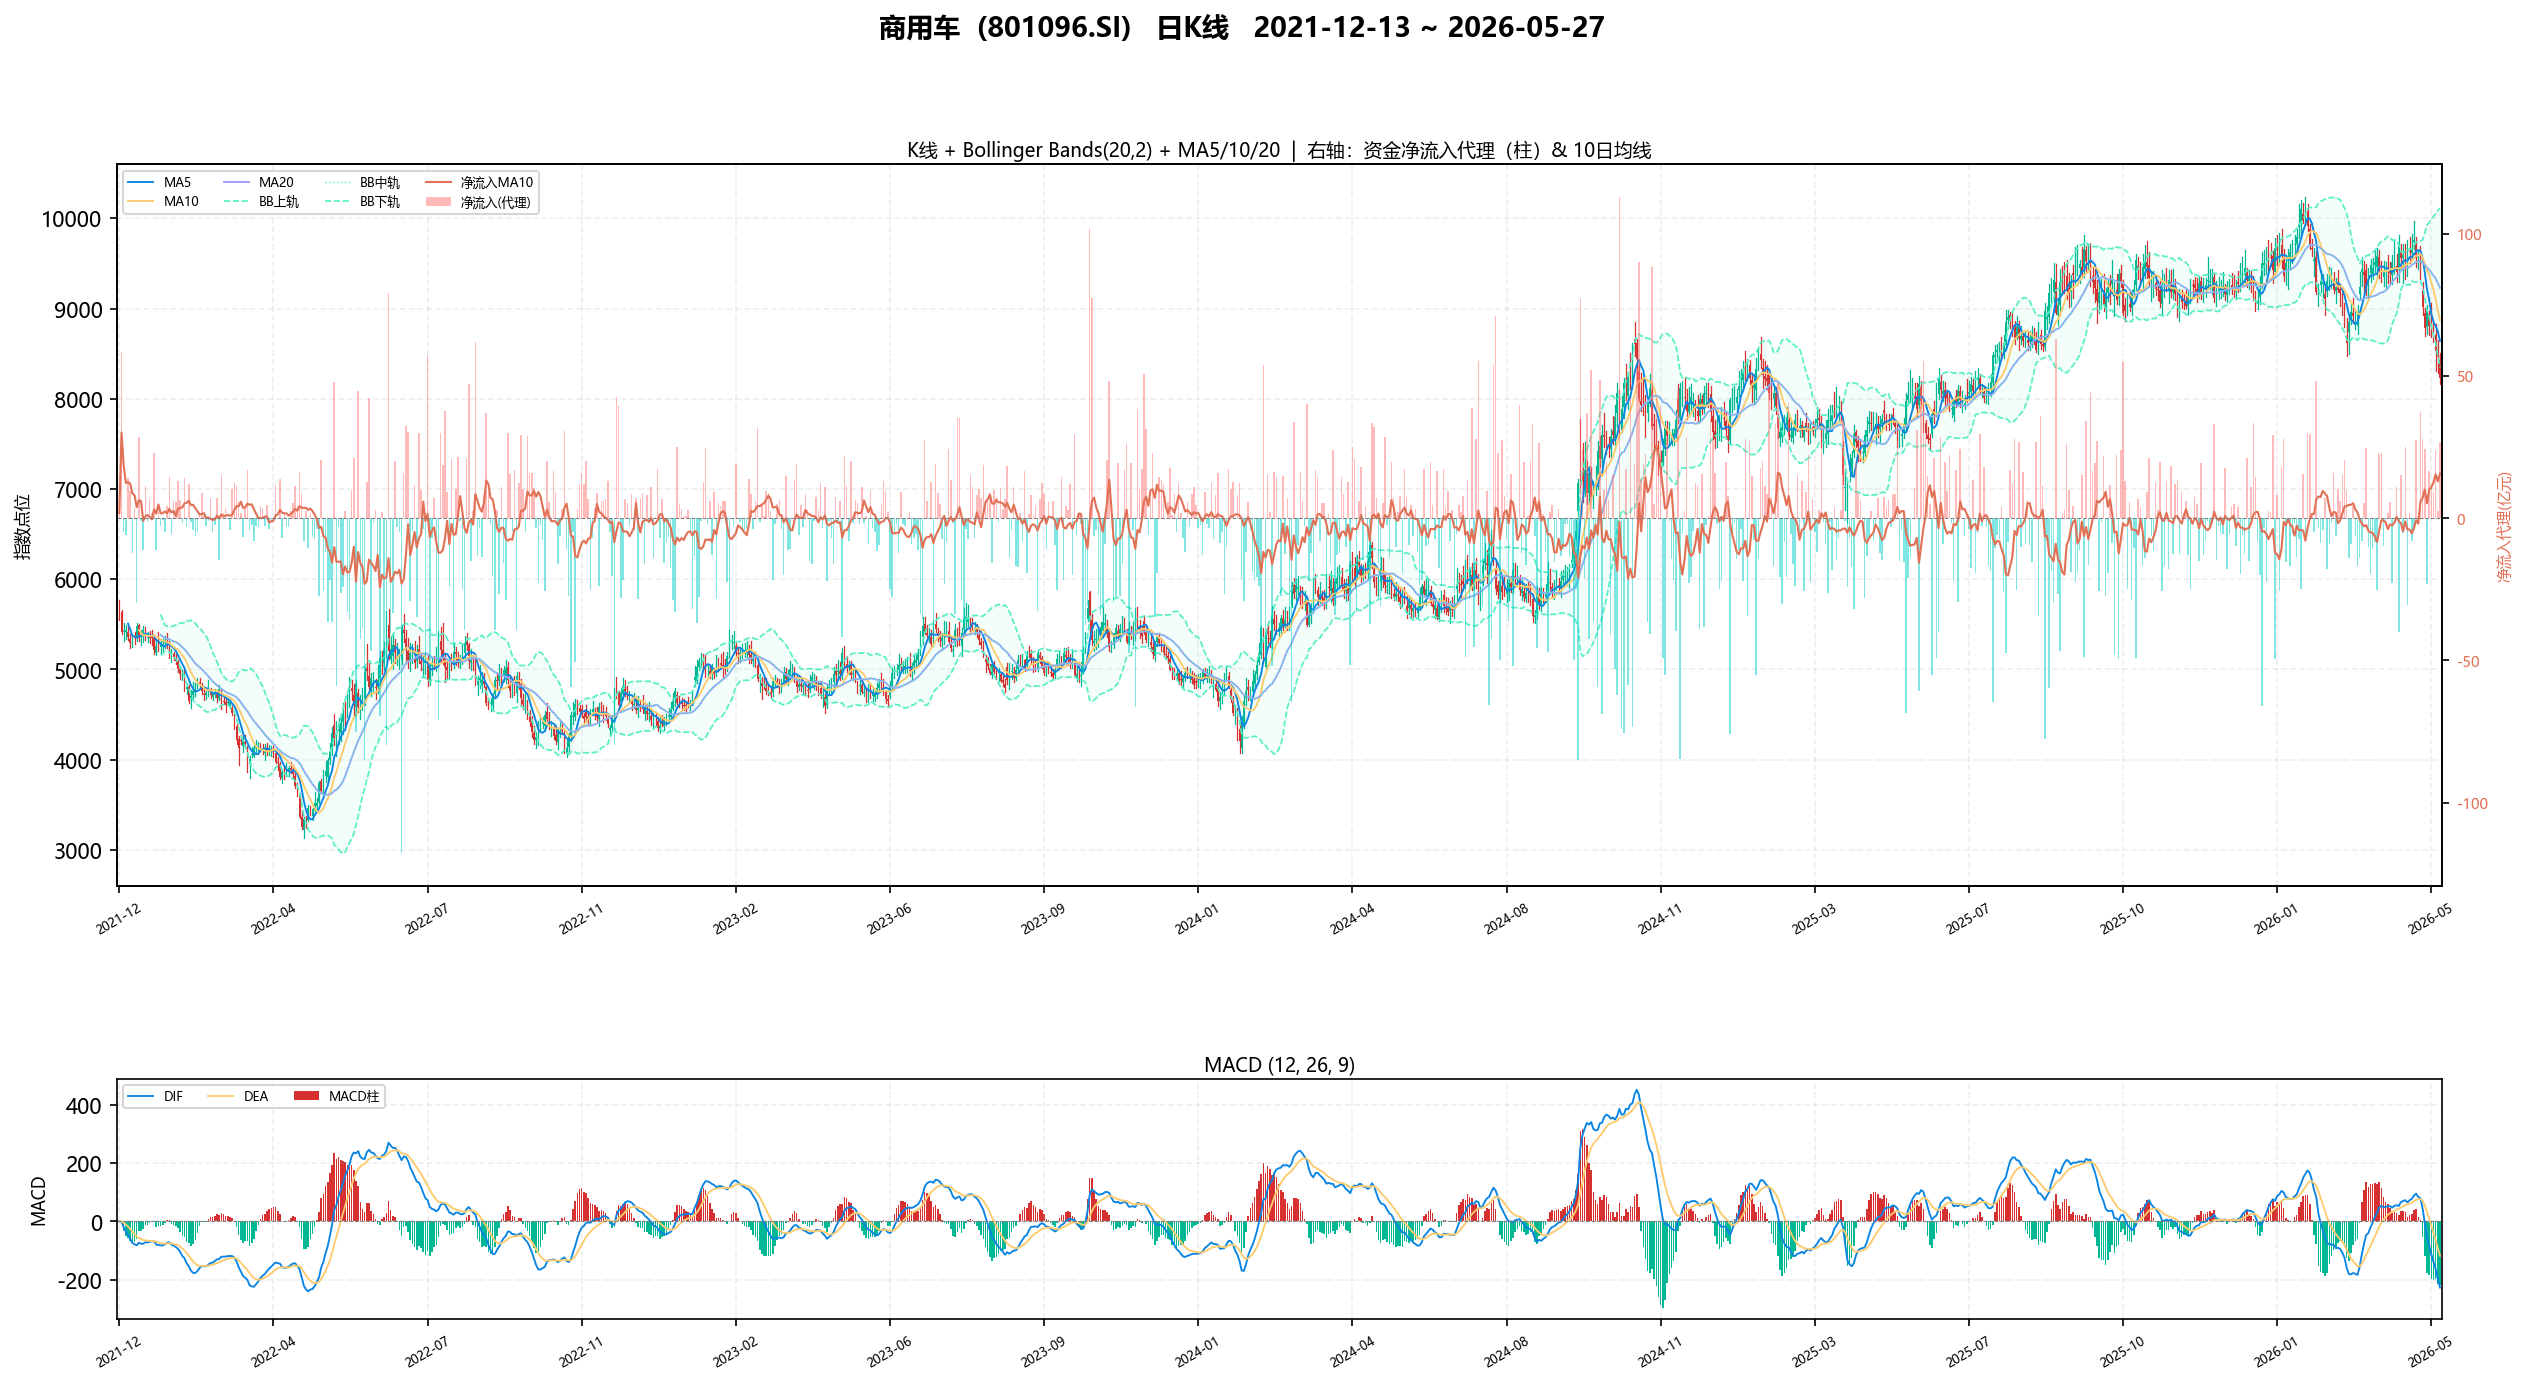 商用车 (801096.SI) 日K线 2021-12-13 ~ 2026-05-27
K线 + Bollinger Bands(20,2) + MA5/10/20 | 右轴：资金净流入代理（柱）& 10日均线
MA5 MA20 BB中轨 净流入MA10
MA10 BB上轨 BB下轨 净流入(代理)
指数点位
10000
9000
8000
7000
6000
5000
4000
3000
100
50
0
-50
-100
净流入代理(亿元)
2021-12 2022-04 2022-07 2022-11 2023-02 2023-06 2023-09 2024-01 2024-04 2024-08 2024-11 2025-03 2025-07 2025-10 2026-01 2026-05
MACD (12, 26, 9)
DIF DEA MACD柱
MACD
400
200
0
-200
2021-12 2022-04 2022-07 2022-11 2023-02 2023-06 2023-09 2024-01 2024-04 2024-08 2024-11 2025-03 2025-07 2025-10 2026-01 2026-05